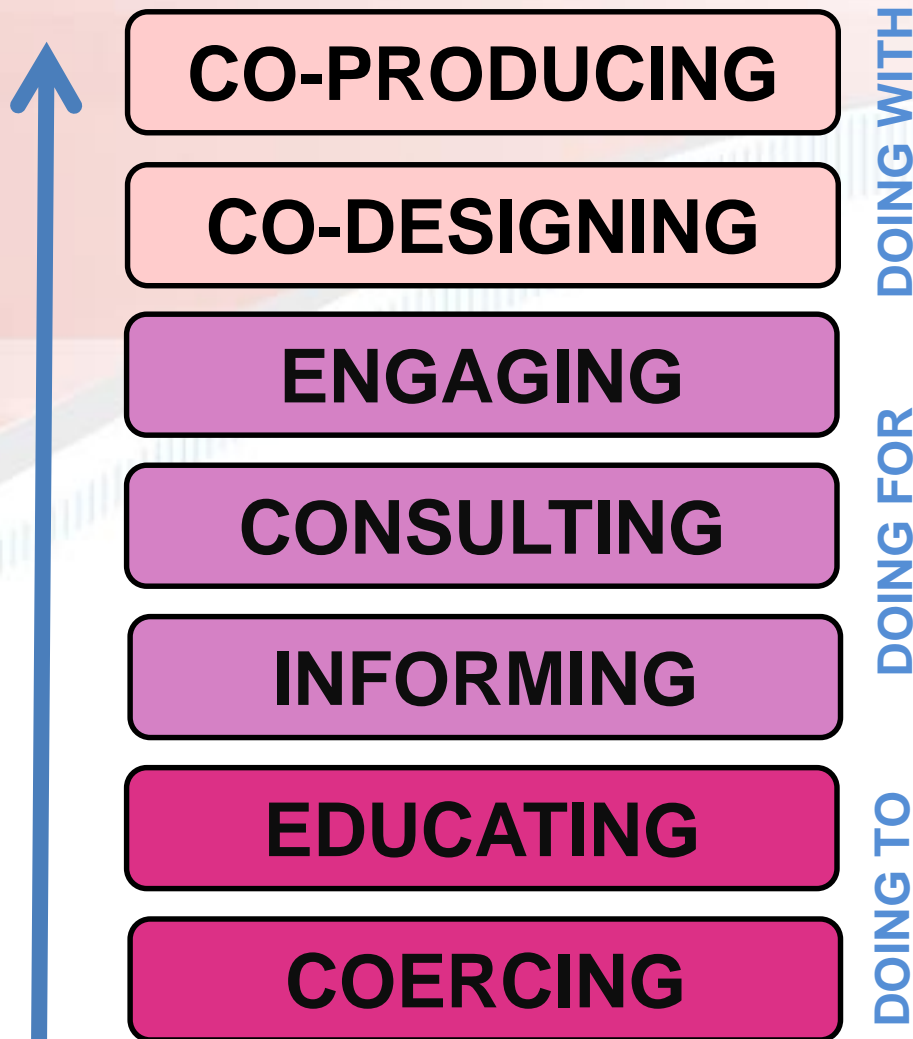 CO-PRODUCING
CO-DESIGNING
ENGAGING
CONSULTING
INFORMING
EDUCATING
COERCING
DOING WITH
DOING FOR
DOING TO